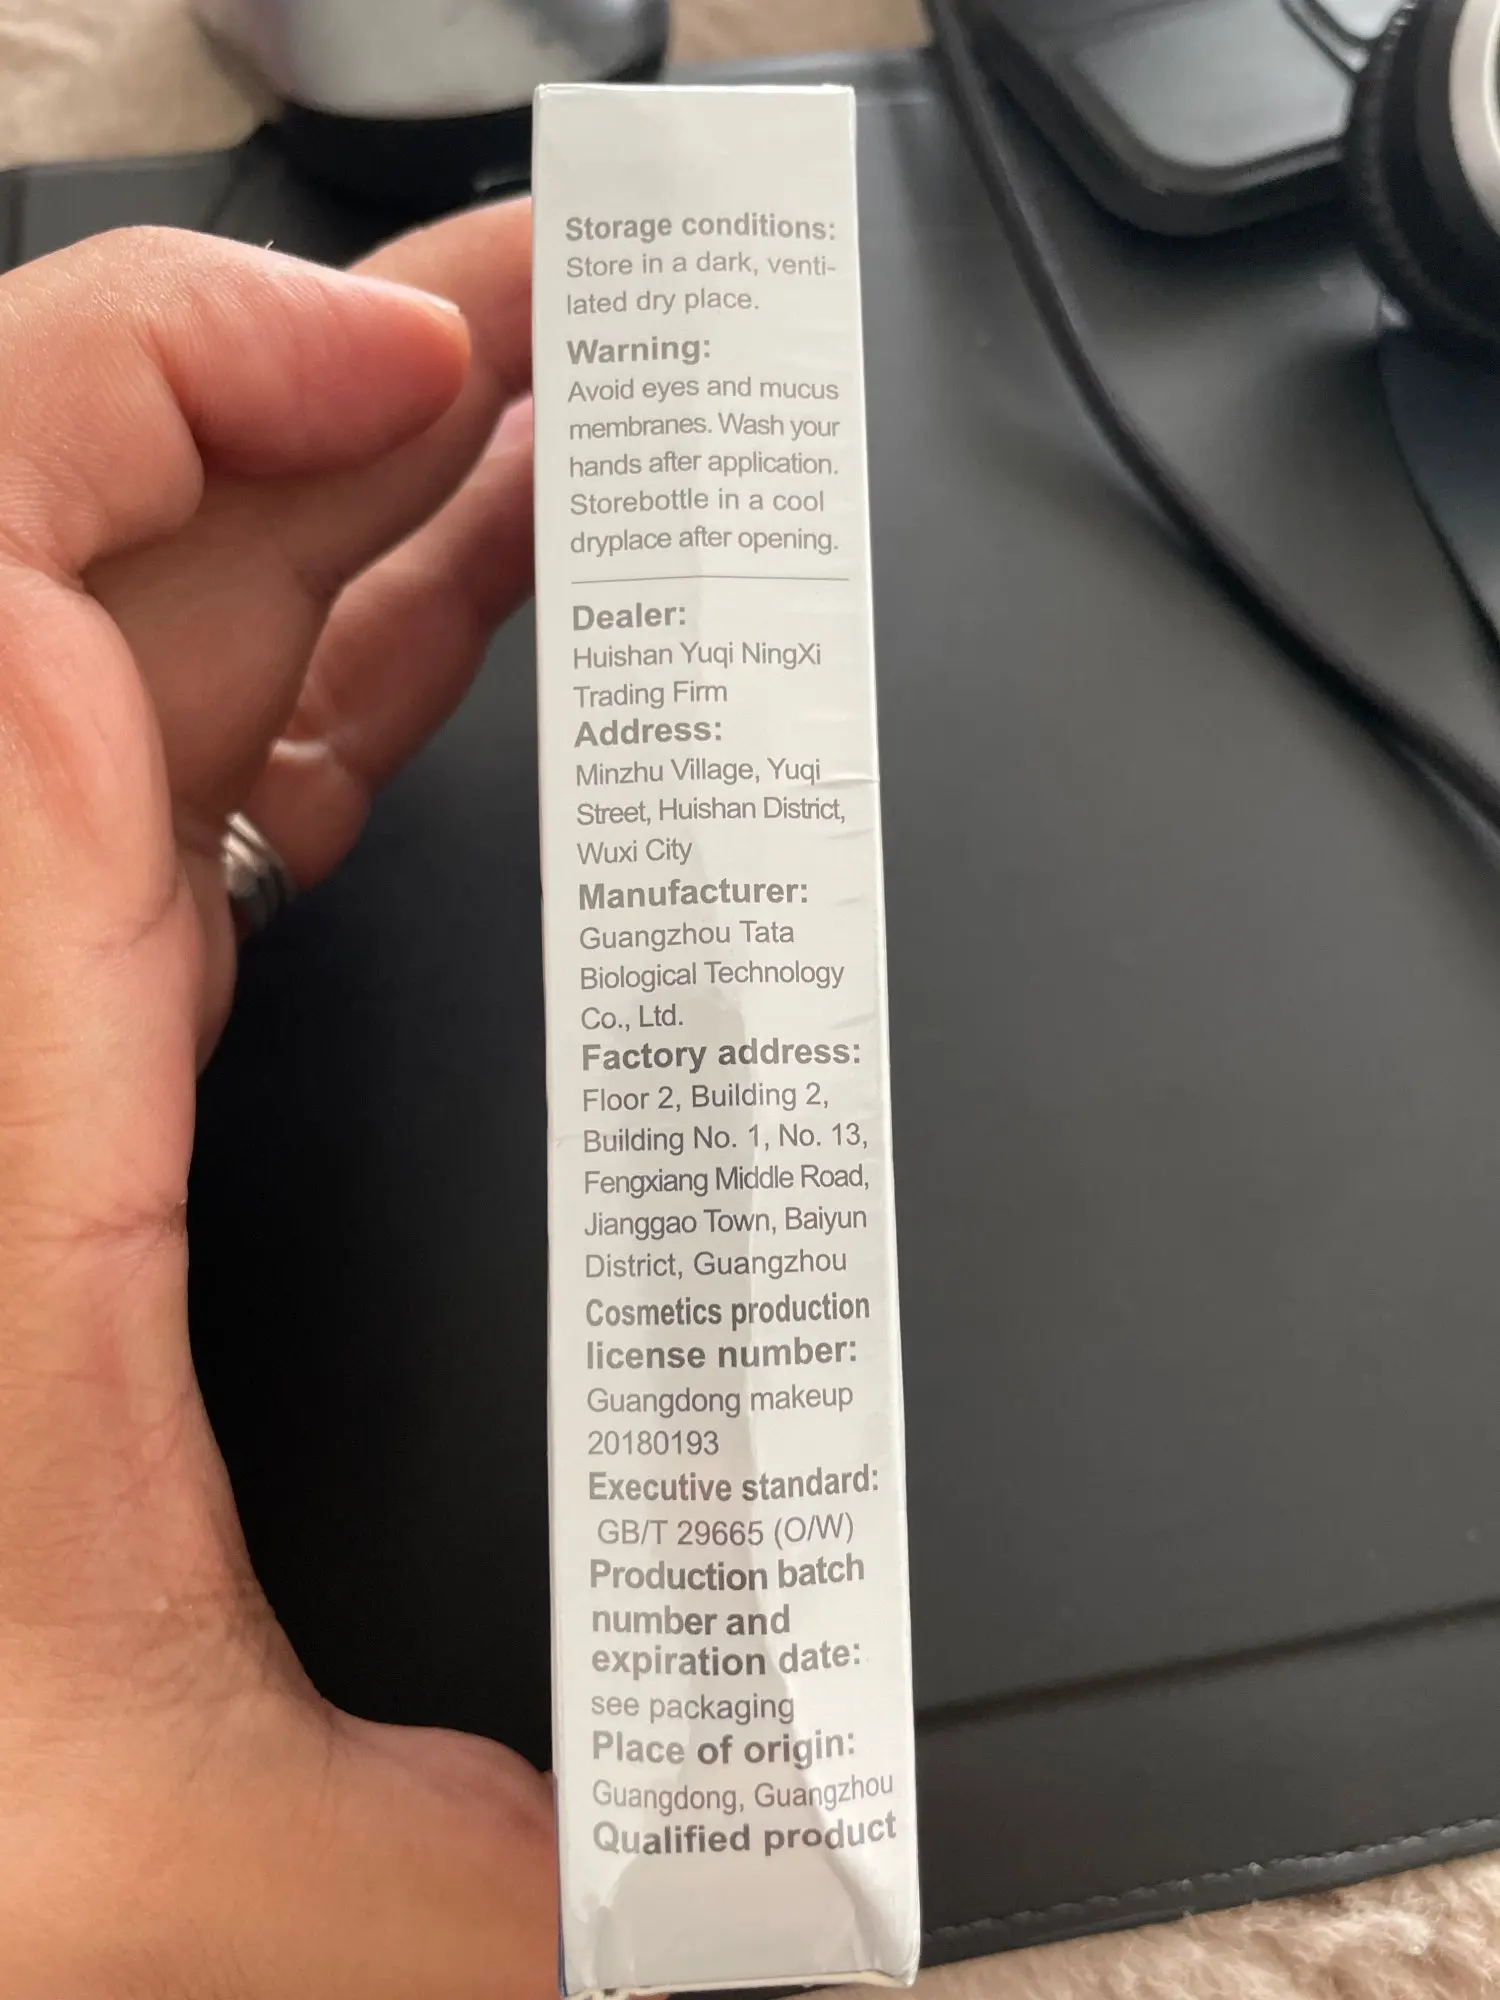 Storage conditions:
Store in a dark, venti-
lated dry place.
Warning:
Avoid eyes and mucus
membranes. Wash your
hands after application.
Storebottle in a cool
dryplace after opening.
Dealer:
Huishan Yuqi NingXi
Trading Firm
Address:
Minzhu Village, Yuqi
Street, Huishan District,
Wuxi City
Manufacturer:
Guangzhou Tata
Biological Technology
Co., Ltd.
Factory address:
Floor 2, Building 2,
Building No. 1, No. 13,
Fengxiang Middle Road,
Jianggao Town, Baiyun
District, Guangzhou
Cosmetics production
license number:
Guangdong makeup
20180193
Executive standard:
GB/T 29665 (O/W)
Production batch
number and
expiration date:
see packaging
Place of origin:
Guangdong, Guangzhou
Qualified product